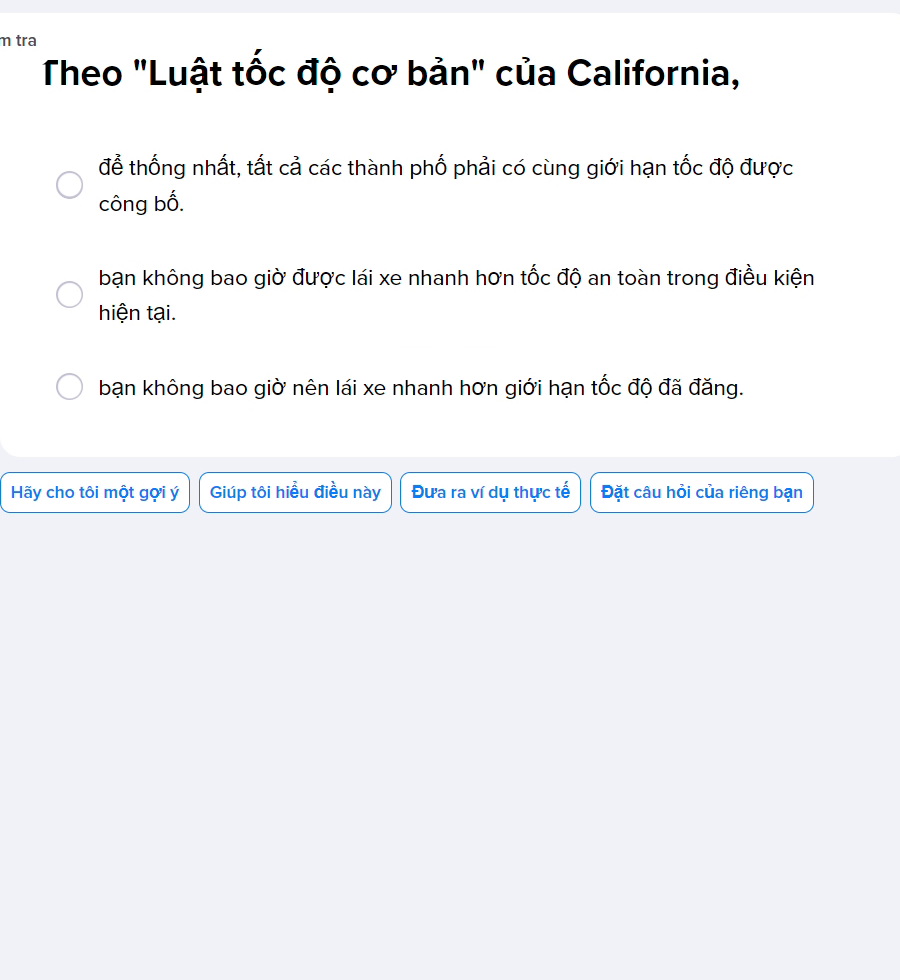 m tra
Theo "Luật tốc độ cơ bản" của California,
để thống nhất, tất cả các thành phố phải có cùng giới hạn tốc độ được
công bố.
bạn không bao giờ được lái xe nhanh hơn tốc độ an toàn trong điều kiện
hiện tại.
bạn không bao giờ nên lái xe nhanh hơn giới hạn tốc độ đã đăng.
Hãy cho tôi một gợi ý
Giúp tôi hiểu điều này
Đưa ra ví dụ thực tế
Đặt câu hỏi của riêng bạn